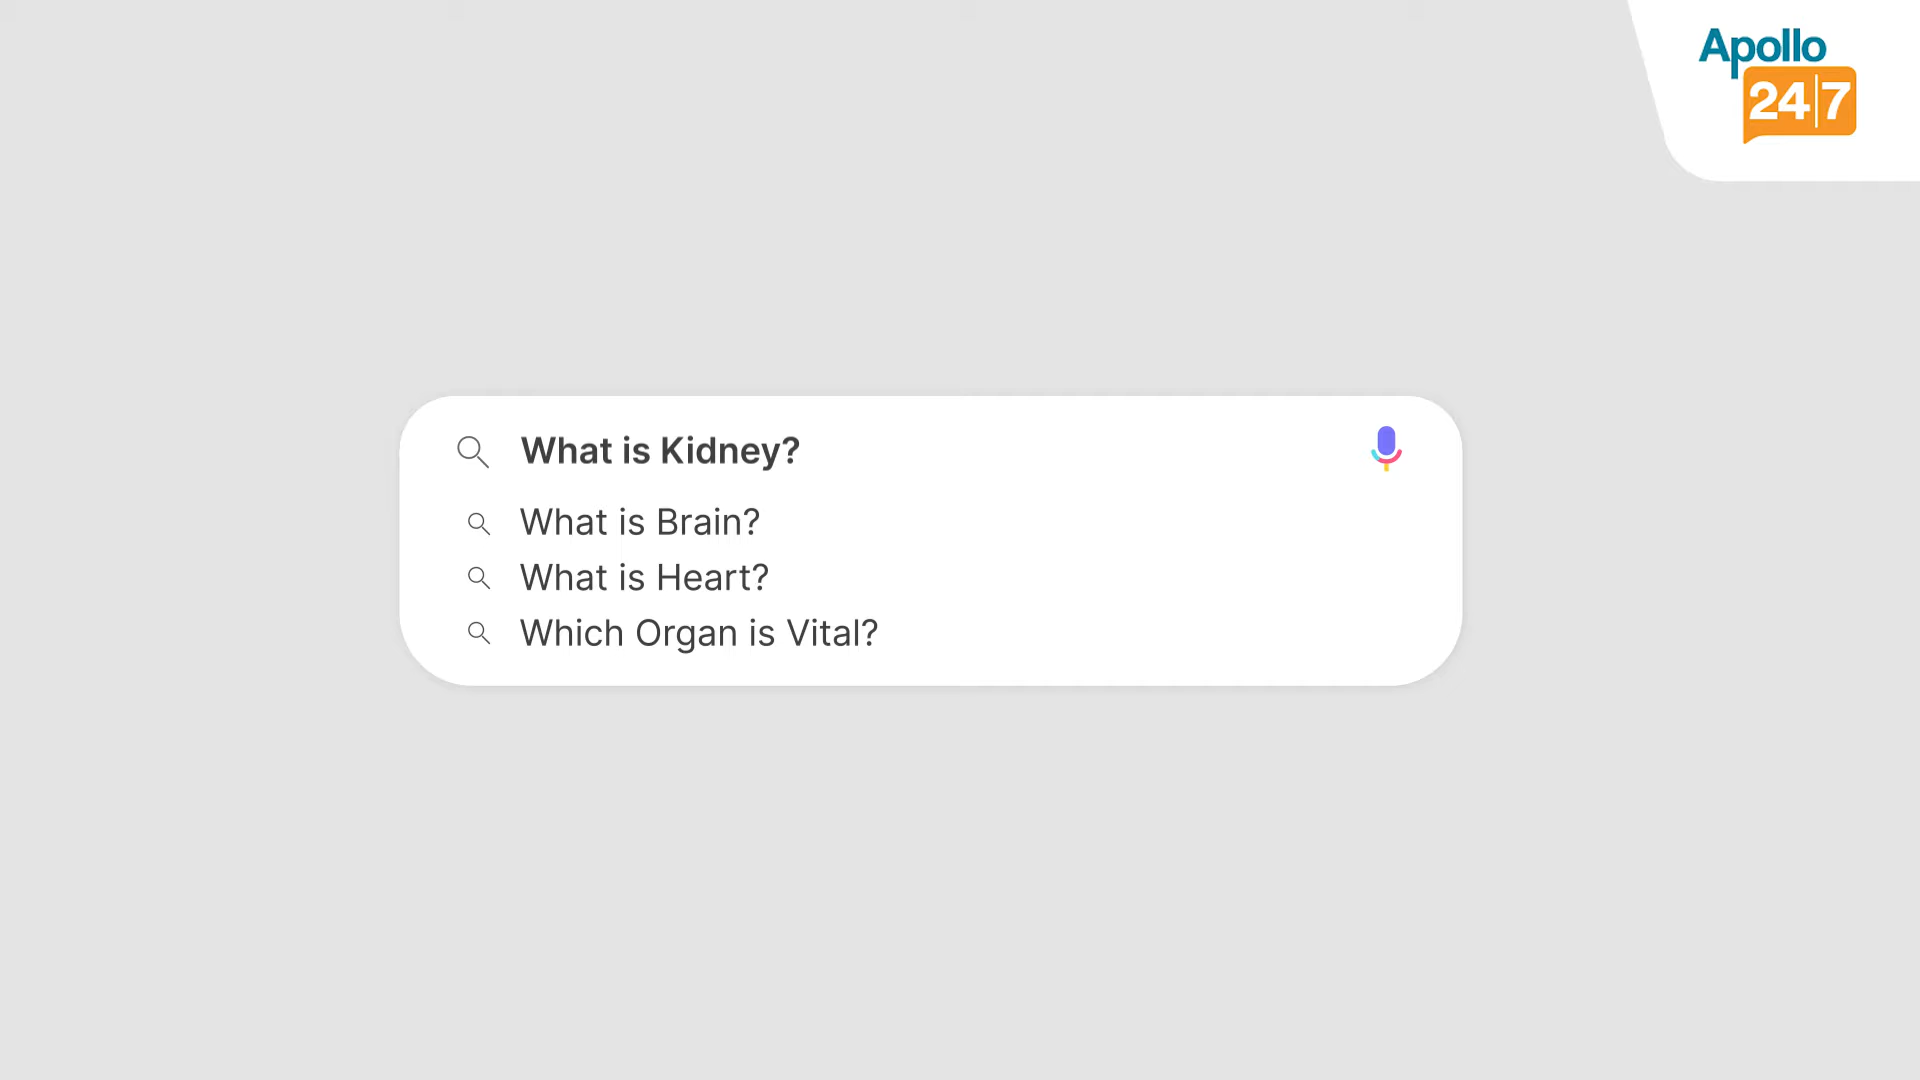 Apollo
24|7
What is Kidney?
What is Brain?
What is Heart?
Which Organ is Vital?